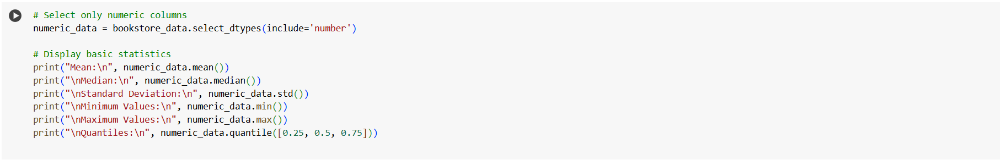 # Select only numeric columns
numeric_data = bookstore_data.select_dtypes(include='number')
# Display basic statistics
print("Mean:\n", numeric_data.mean())
print("\nMedian:\n", numeric_data.median())
print("\nStandard Deviation:\n", numeric_data.std())
print("\nMinimum Values:\n", numeric_data.min())
print("\nMaximum Values:\n", numeric_data.max())
print("\nQuantiles:\n", numeric_data.quantile([0.25, 0.5, 0.75]))